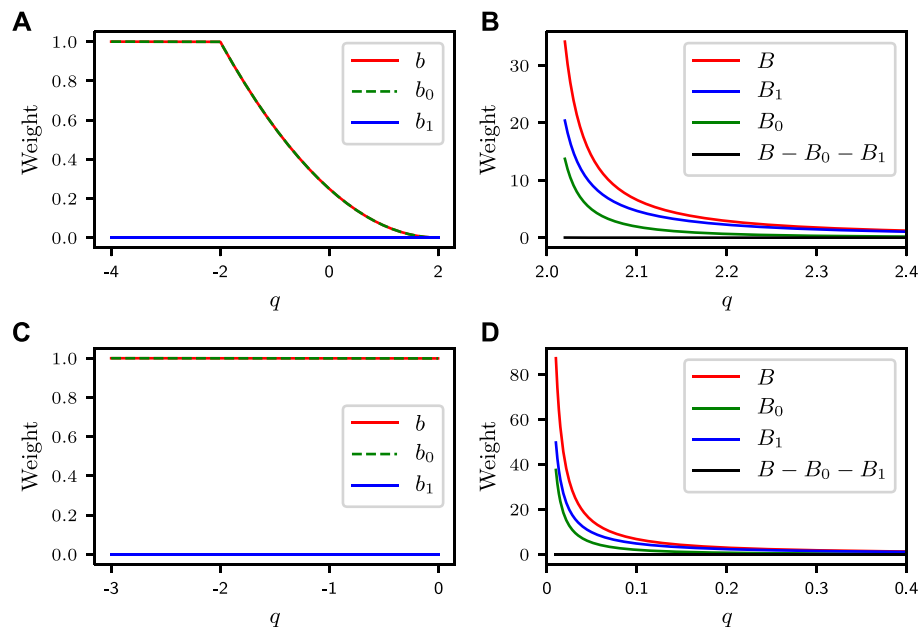 A
Weight
1.0
0.8
0.6
0.4
0.2
0.0
-4
-2
0
2
q
b
b₀
b₁
B
Weight
30
20
10
0
2.0
2.1
2.2
2.3
2.4
q
B
B₁
B₀
B − B₀ − B₁
C
Weight
1.0
0.8
0.6
0.4
0.2
0.0
-3
-2
-1
0
q
b
b₀
b₁
D
Weight
80
60
40
20
0
0
0.1
0.2
0.3
0.4
q
B
B₀
B₁
B − B₀ − B₁